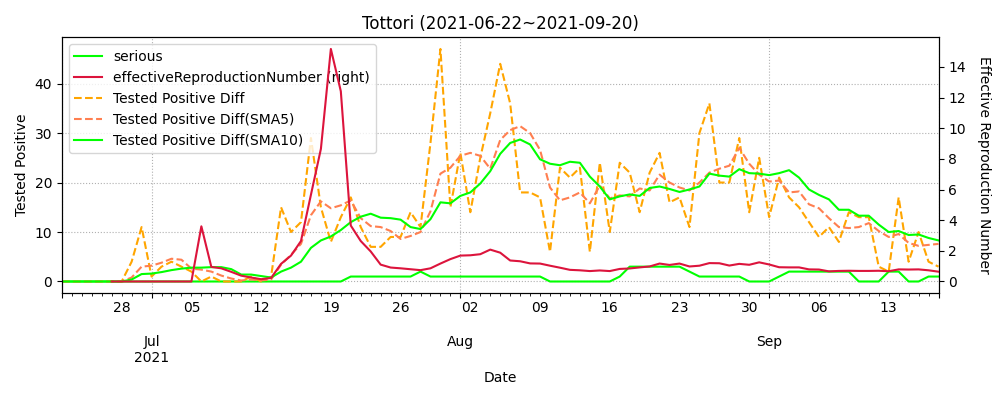 Tottori (2021-06-22~2021-09-20)
serious
effectiveReproductionNumber (right)
Tested Positive Diff
Tested Positive Diff(SMA5)
Tested Positive Diff(SMA10)
Tested Positive
0
10
20
30
40
Effective Reproduction Number
0
2
4
6
8
10
12
14
28 05 12 19 26 02 09 16 23 30 06 13
Jul Aug Sep
2021
Date